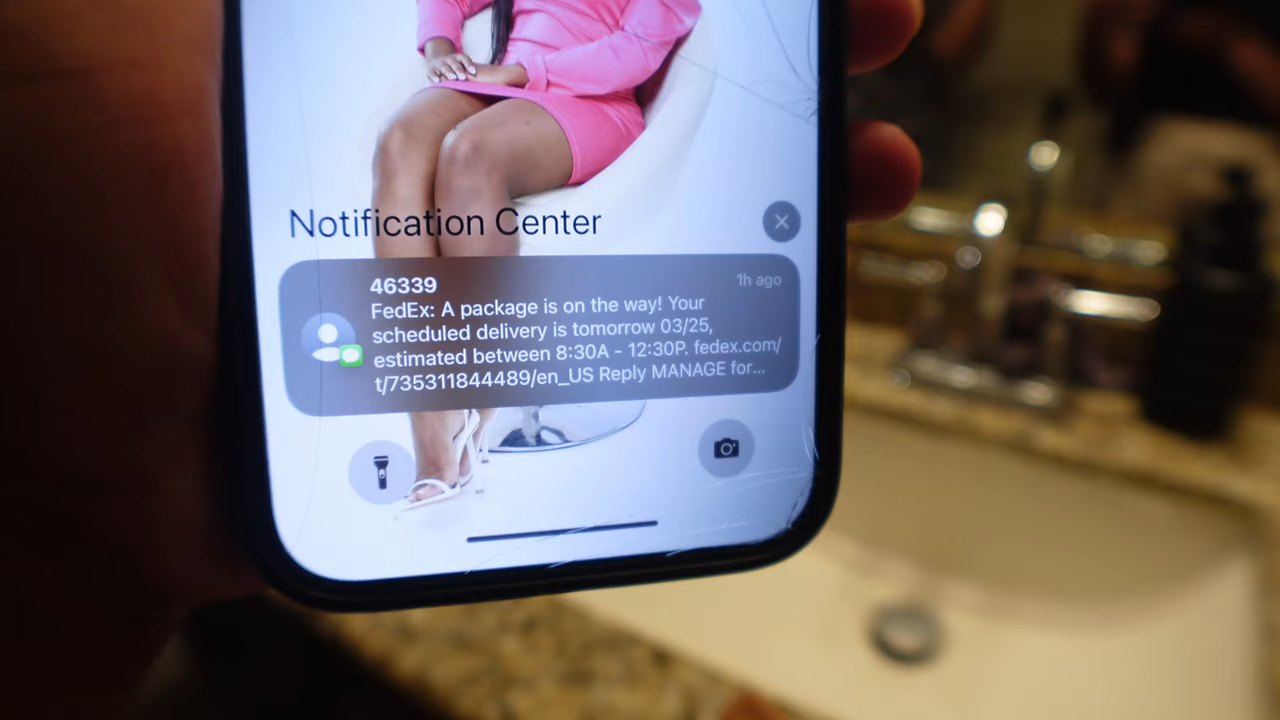 Notification Center
46339
1h ago
FedEx: A package is on the way! Your
scheduled delivery is tomorrow 03/25,
estimated between 8:30A - 12:30P. fedex.com/
t/735311844489/en_US Reply MANAGE for...